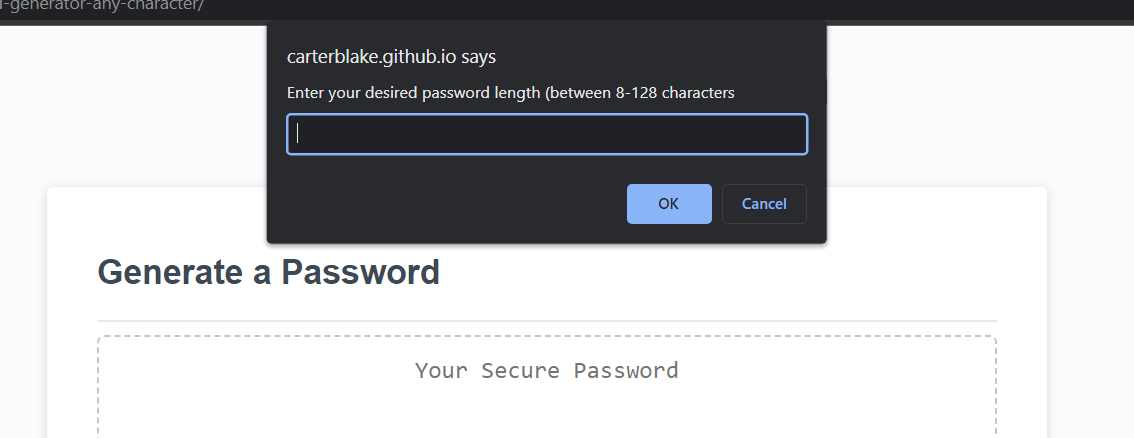 d-generator-any-character/
carterblake.github.io says
Enter your desired password length (between 8-128 characters
OK
Cancel
Generate a Password
Your Secure Password